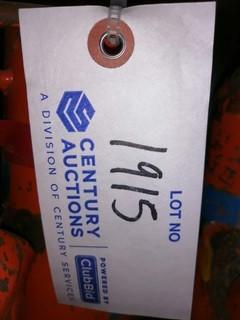 LOT NO
1915
CENTURY
AUCTIONS
A DIVISION OF CENTURY SERVICES
POWERED BY
ClubBid